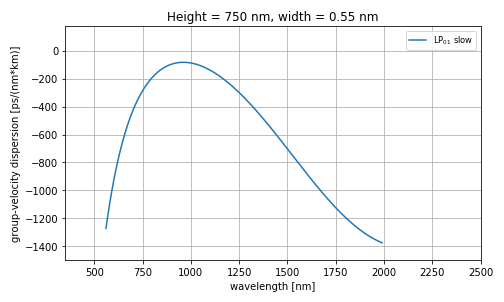 Height = 750 nm, width = 0.55 nm
LP₀₁ slow
group-velocity dispersion [ps/(nm*km)]
0
−200
−400
−600
−800
−1000
−1200
−1400
500 750 1000 1250 1500 1750 2000 2250 2500
wavelength [nm]